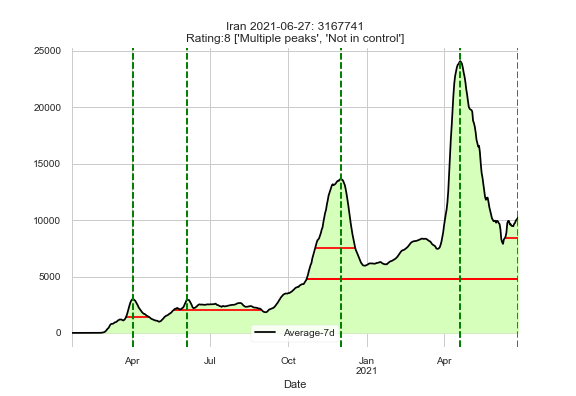 Iran 2021-06-27: 3167741
Rating:8 ['Multiple peaks', 'Not in control']
25000
20000
15000
10000
5000
0
Average-7d
Apr Jul Oct Jan Apr
2021
Date